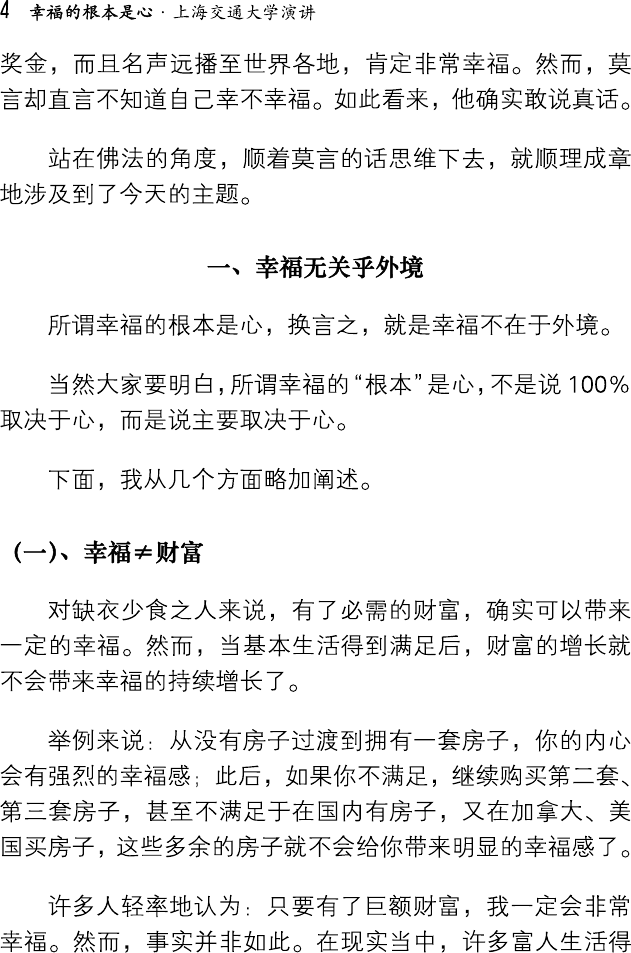 4 幸福的根本是心·上海交通大学演讲
奖金，而且名声远播至世界各地，肯定非常幸福。然而，莫
言却直言不知道自己幸不幸福。如此看来，他确实敢说真话。
站在佛法的角度，顺着莫言的话思维下去，就顺理成章
地涉及到了今天的主题。
一、幸福无关乎外境
所谓幸福的根本是心，换言之，就是幸福不在于外境。
当然大家要明白，所谓幸福的“根本”是心，不是说 100%
取决于心，而是说主要取决于心。
下面，我从几个方面略加阐述。
(一)、幸福≠财富
对缺衣少食之人来说，有了必需的财富，确实可以带来
一定的幸福。然而，当基本生活得到满足后，财富的增长就
不会带来幸福的持续增长了。
举例来说：从没有房子过渡到拥有一套房子，你的内心
会有强烈的幸福感；此后，如果你不满足，继续购买第二套、
第三套房子，甚至不满足于在国内有房子，又在加拿大、美
国买房子，这些多余的房子就不会给你带来明显的幸福感了。
许多人轻率地认为：只要有了巨额财富，我一定会非常
幸福。然而，事实并非如此。在现实当中，许多富人生活得